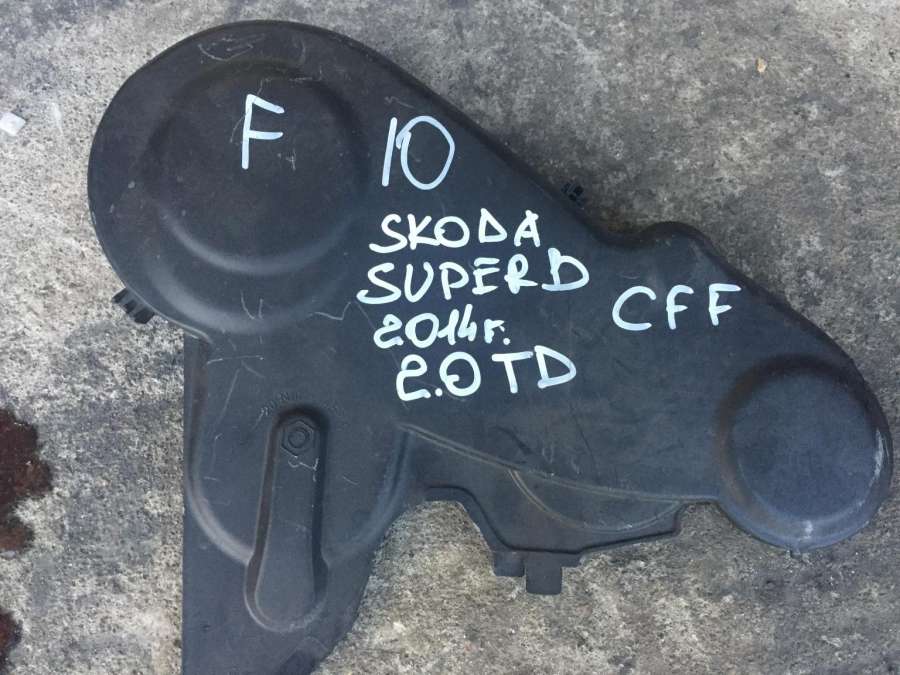 F 10
SKODA
SUPERB
2014г.
2.0TD
CFF